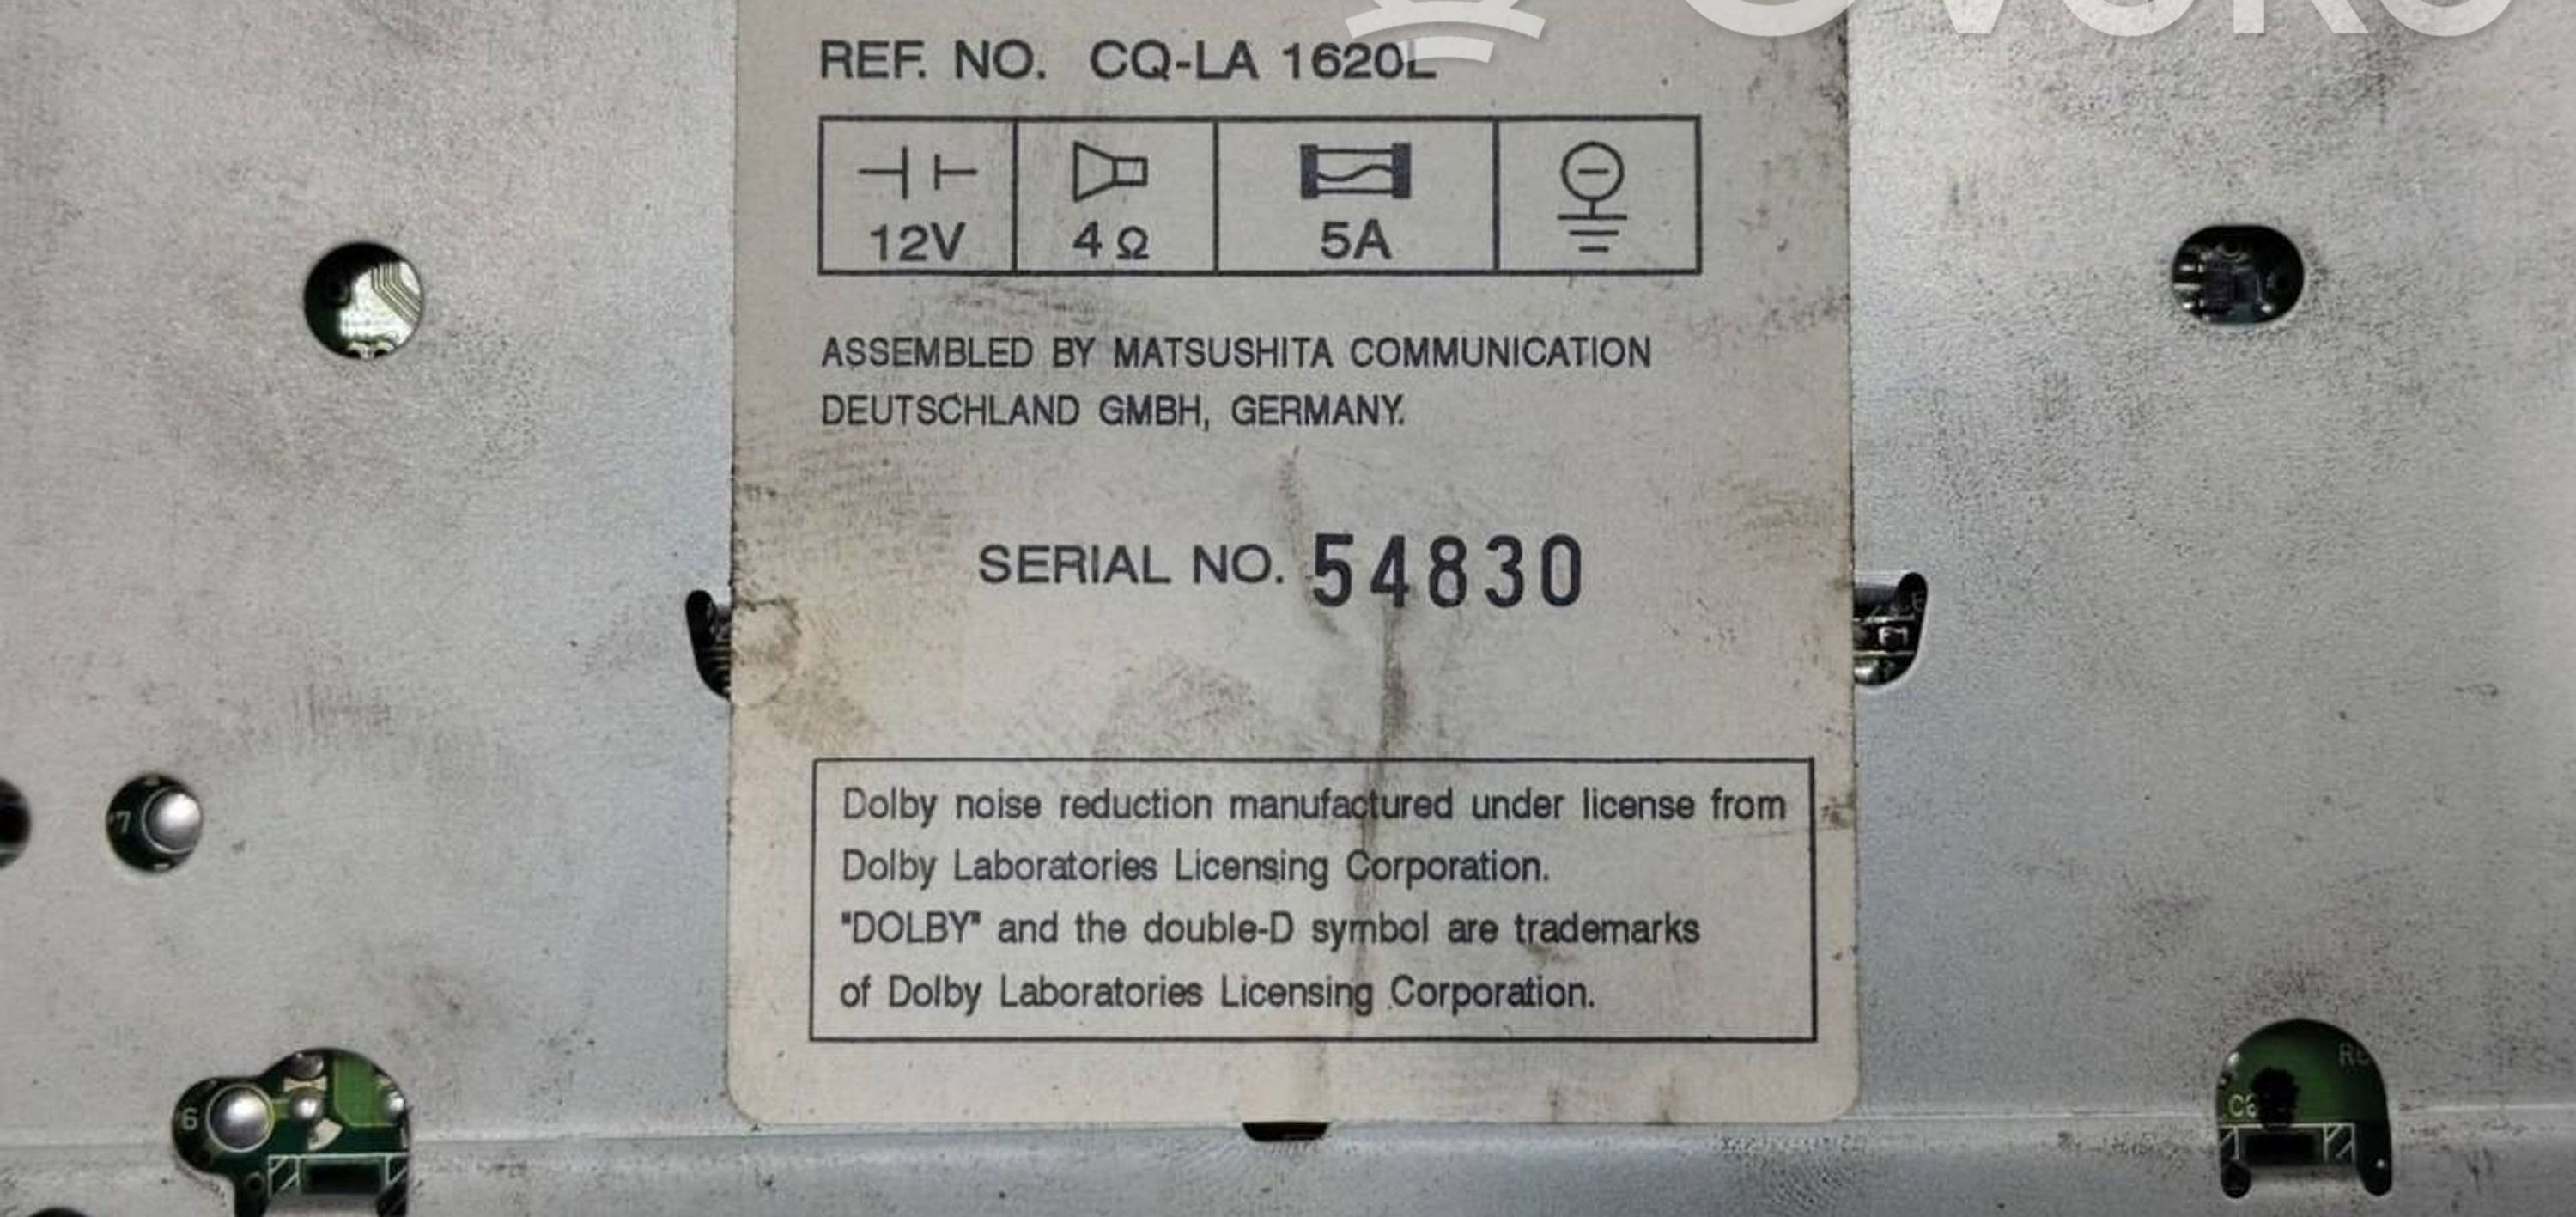 REF. NO. CQ-LA 1620L
12V 4Ω 5A
ASSEMBLED BY MATSUSHITA COMMUNICATION
DEUTSCHLAND GMBH, GERMANY.
SERIAL NO. 54830
Dolby noise reduction manufactured under license from
Dolby Laboratories Licensing Corporation.
"DOLBY" and the double-D symbol are trademarks
of Dolby Laboratories Licensing Corporation.